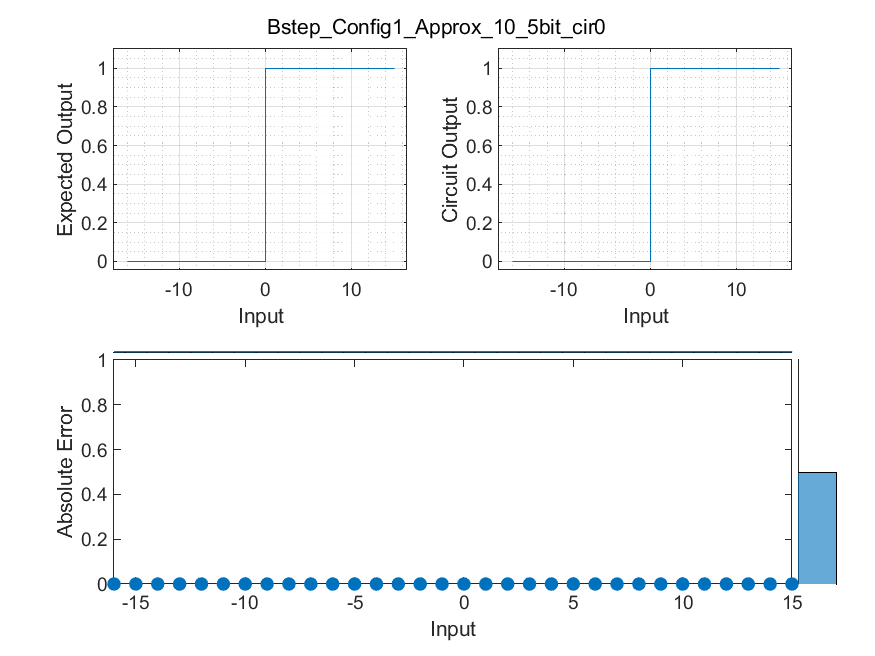 Bstep_Config1_Approx_10_5bit_cir0
Expected Output
1
0.8
0.6
0.4
0.2
0
-10 0 10
Input
Circuit Output
1
0.8
0.6
0.4
0.2
0
-10 0 10
Input
Absolute Error
1
0.8
0.6
0.4
0.2
0
-15 -10 -5 0 5 10 15
Input